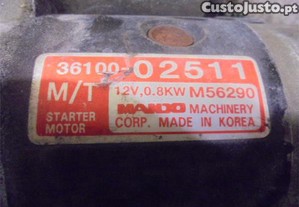 CustoJusto.pt
36100-02511
M/T 12V, 0.8KW M56290
STARTER MANDO MACHINERY
MOTOR CORP. MADE IN KOREA